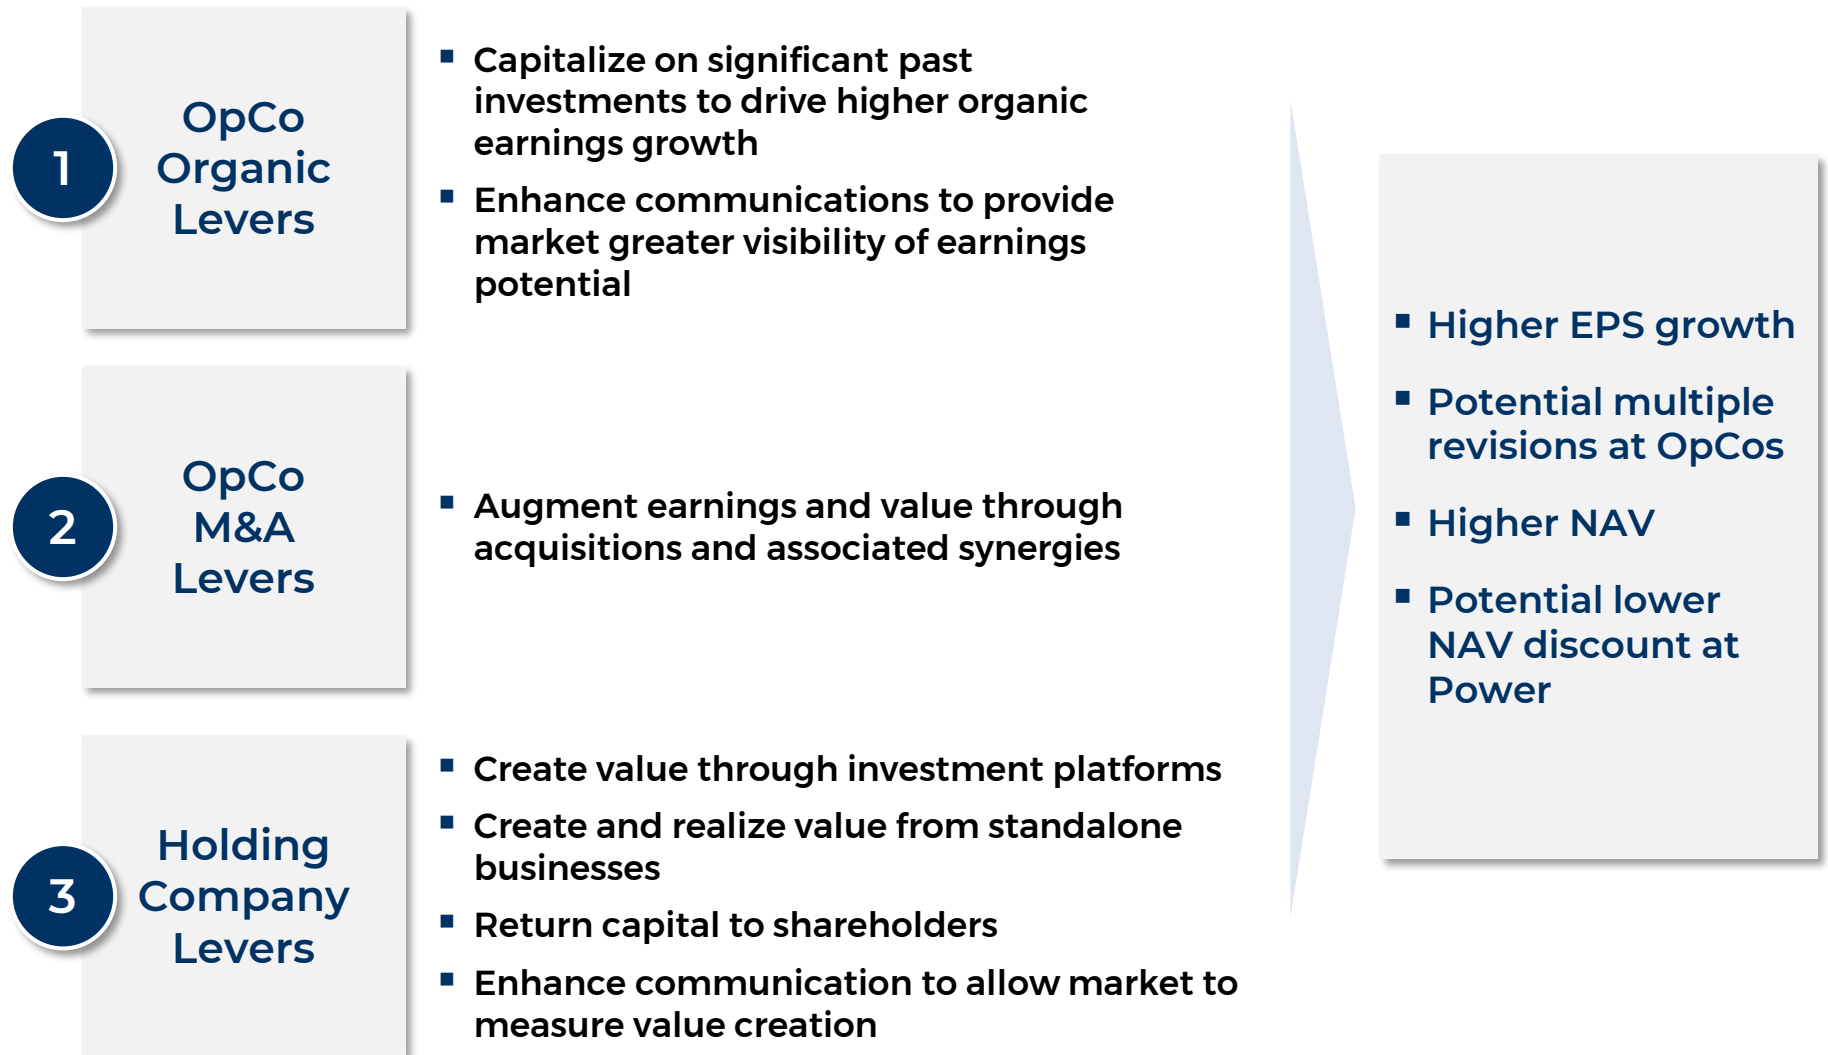 1
OpCo
Organic
Levers
▪ Capitalize on significant past
investments to drive higher organic
earnings growth
▪ Enhance communications to provide
market greater visibility of earnings
potential
2
OpCo
M&A
Levers
▪ Augment earnings and value through
acquisitions and associated synergies
3
Holding
Company
Levers
▪ Create value through investment platforms
▪ Create and realize value from standalone
businesses
▪ Return capital to shareholders
▪ Enhance communication to allow market to
measure value creation
▪ Higher EPS growth
▪ Potential multiple
revisions at OpCos
▪ Higher NAV
▪ Potential lower
NAV discount at
Power